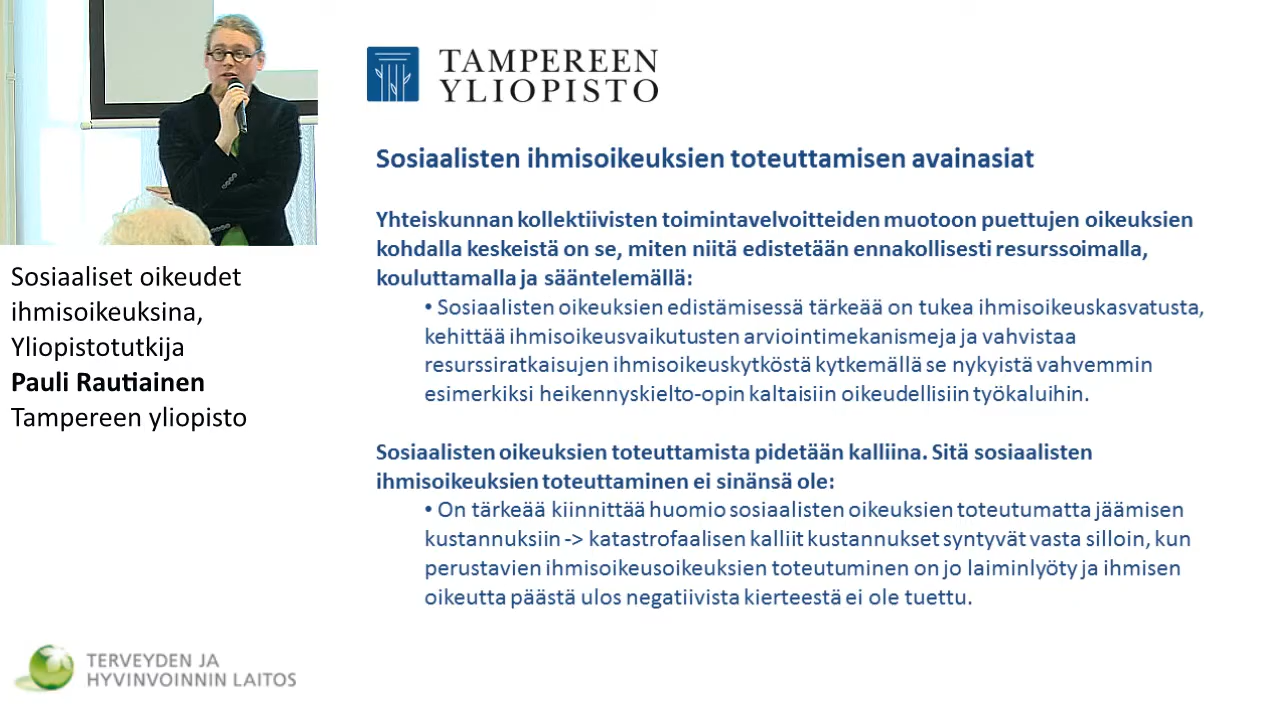 TAMPEREEN
YLIOPISTO
Sosiaalisten ihmisoikeuksien toteuttamisen avainasiat
Yhteiskunnan kollektiivisten toimintavelvoitteiden muotoon puettujen oikeuksien
kohdalla keskeistä on se, miten niitä edistetään ennakollisesti resurssoimalla,
kouluttamalla ja sääntelemällä:
• Sosiaalisten oikeuksien edistämisessä tärkeää on tukea ihmisoikeuskasvatusta,
kehittää ihmisoikeusvaikutusten arviointimekanismeja ja vahvistaa
resurssiratkaisujen ihmisoikeuskytköstä kytkemällä se nykyistä vahvemmin
esimerkiksi heikennyskielto-opin kaltaisiin oikeudellisiin työkaluihin.
Sosiaalisten oikeuksien toteuttamista pidetään kalliina. Sitä sosiaalisten
ihmisoikeuksien toteuttaminen ei sinänsä ole:
• On tärkeää kiinnittää huomio sosiaalisten oikeuksien toteutumatta jäämisen
kustannuksiin -> katastrofaalisen kalliit kustannukset syntyvät vasta silloin, kun
perustavien ihmisoikeusoikeuksien toteutuminen on jo laiminlyöty ja ihmisen
oikeutta päästä ulos negatiivista kierteestä ei ole tuettu.
Sosiaaliset oikeudet
ihmisoikeuksina,
Yliopistotutkija
Pauli Rautiainen
Tampereen yliopisto
TERVEYDEN JA
HYVINVOINNIN LAITOS